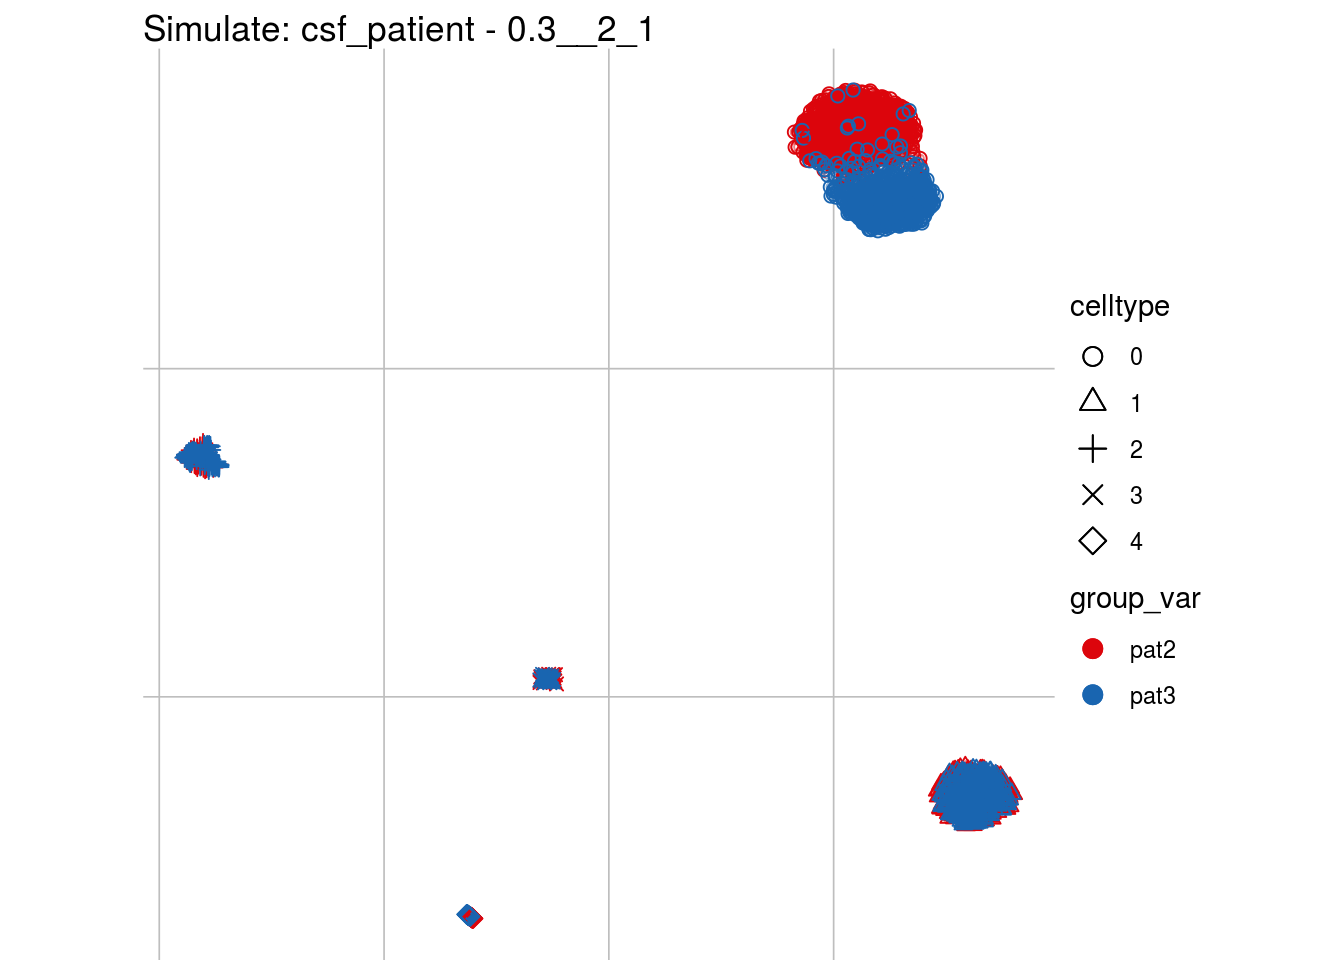 Simulate: csf_patient - 0.3__2_1
celltype
0
1
2
3
4
group_var
pat2
pat3